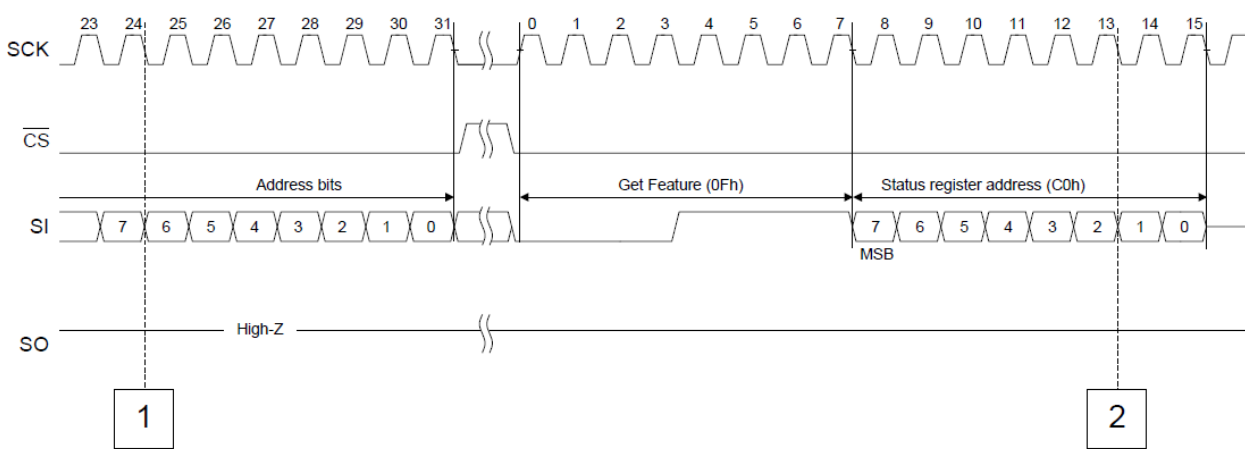 23 24 25 26 27 28 29 30 31 0 1 2 3 4 5 6 7 8 9 10 11 12 13 14 15
SCK
CS
Address bits Get Feature (0Fh) Status register address (C0h)
SI 7 6 5 4 3 2 1 0 7 6 5 4 3 2 1 0
MSB
High-Z
SO
1 2